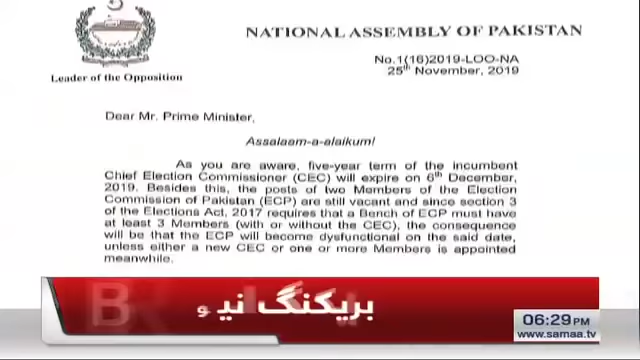 NATIONAL ASSEMBLY OF PAKISTAN
Leader of the Opposition
No.1(16)2019-LOO-NA
25th November, 2019
Dear Mr. Prime Minister,
Assalaam-a-alaikum!
As you are aware, five-year term of the incumbent
Chief Election Commissioner (CEC) will expire on 6th December,
2019. Besides this, the posts of two Members of the Election
Commission of Pakistan (ECP) are still vacant and since section 3
of the Elections Act, 2017 requires that a Bench of ECP must have
at least 3 Members (with or without the CEC), the consequence
will be that the ECP will become dysfunctional on the said date,
unless either a new CEC or one or more Members is appointed
meanwhile.
بریکنگ نیو
06:29 PM
www.samaa.tv